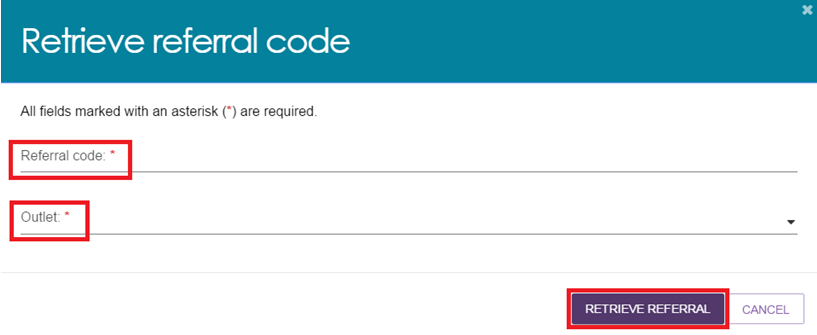 Retrieve referral code
All fields marked with an asterisk (*) are required.
Referral code: *
Outlet: *
RETRIEVE REFERRAL CANCEL